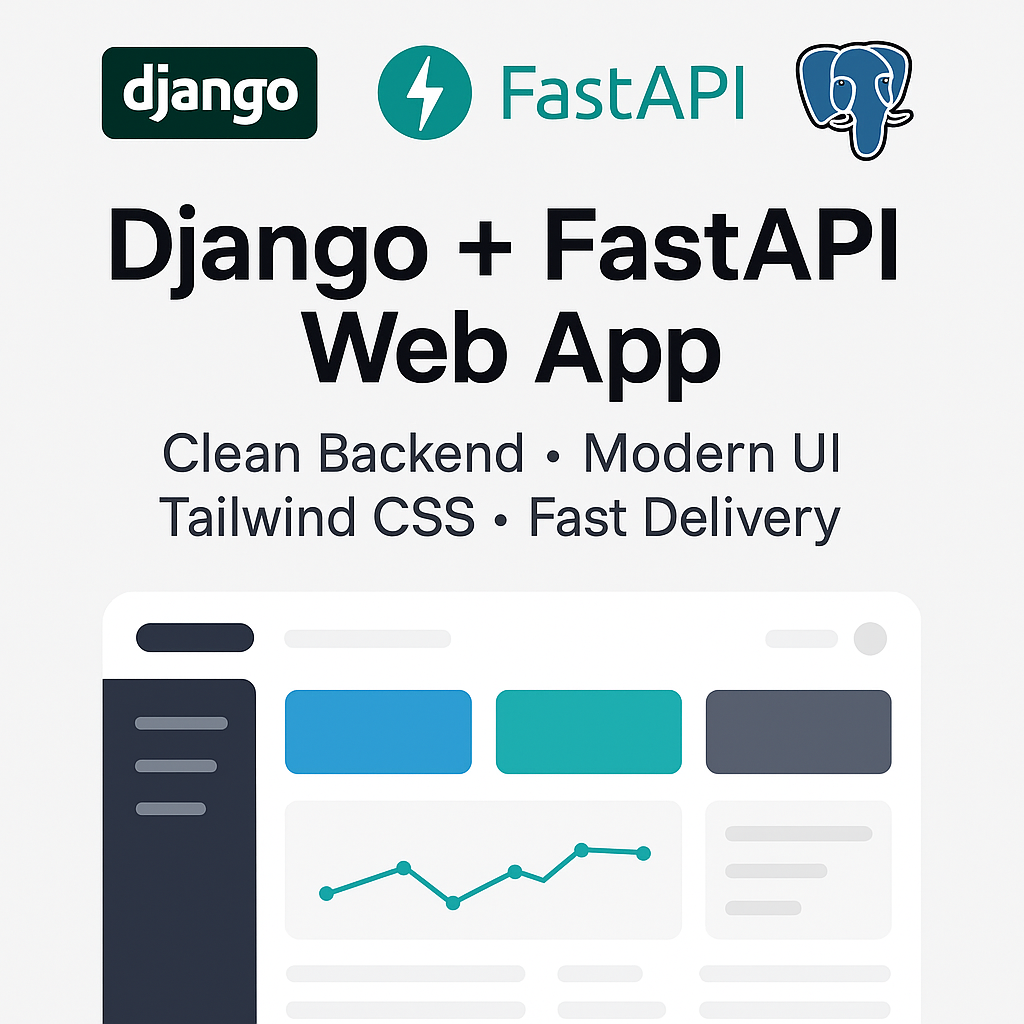 django
FastAPI
Django + FastAPI
Web App
Clean Backend • Modern UI
Tailwind CSS • Fast Delivery